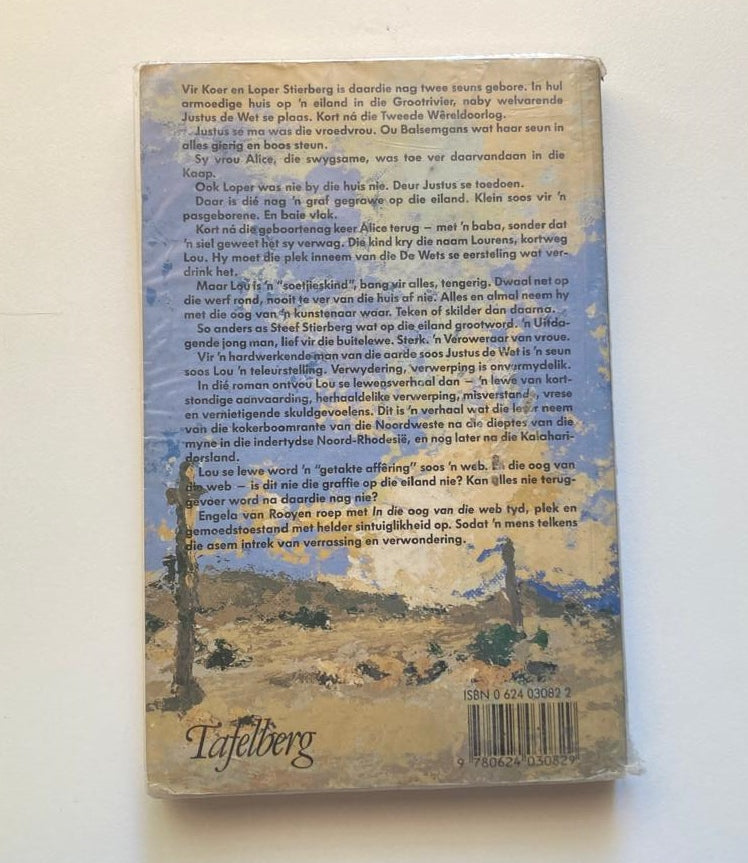 Vir Koer en Loper Stierberg is daardie nag twee seuns gebore. In hul
armoedige huis op 'n eiland in die Grootrivier, naby welvarende
Justus de Wet se plaas. Kort ná die Tweede Wêreldoorlog.
Justus se ma was die vroedvrou. Ou Balsemgans wat haar seun in
alles gierig en boos steun.
Sy vrou Alice, die swygsame, was toe ver daarvandaan in die
Kaap.
Ook Loper was nie by die huis nie. Deur Justus se toedoen.
Daar is dié nag 'n graf gegrawe op die eiland. Klein soos vir 'n
pasgeborene. En baie vlak.
Kort ná die geboortenag keer Alice terug – met 'n baba, sonder dat
'n siel geweet het sy verwag. Die kind kry die naam Lourens, kortweg
Lou. Hy moet die plek inneem van die De Wets se eersteling wat ver-
drink het.
Maar Lou is 'n "soetjieskind", bang vir alles, tengerig. Dwaal net op
die werf rond, nooit te ver van die huis af nie. Alles en almal neem hy
met die oog van 'n kunstenaar waar. Teken of skilder dan daarna.
So anders as Steef Stierberg wat op die eiland grootword. 'n Uitda-
gende jong man, lief vir die buitelewe. Sterk. 'n Veroweraar van vroue.
Vir 'n hardwerkende man van die aarde soos Justus de Wet is 'n seun
soos Lou 'n teleurstelling. Verwydering, verwerping is onvermydelik.
In dié roman ontvou Lou se lewensverhaal dan – 'n lewe van kort-
stondige aanvaarding, herhaaldelike verwerping, misverstand, vrese
en vernietigende skuldgevoelens. Dit is 'n verhaal wat die leser neem
van die kokerboomrante van die Noordweste na die dieptes van die
myne in die indertydse Noord-Rhodesië, en nog later na die Kalahari-
dorsland.
Lou se lewe word 'n "getakte affêring" soos 'n web. En die oog van
die web – is dit nie die graffie op die eiland nie? Kan alles nie terug-
gevoer word na daardie nag nie?
Engela van Rooyen roep met In die oog van die web tyd, plek en
gemoedstoestand met helder sintuiglikheid op. Sodat 'n mens telkens
die asem intrek van verrassing en verwondering.
ISBN 0 624 03082 2
Tafelberg
9 780624 030829